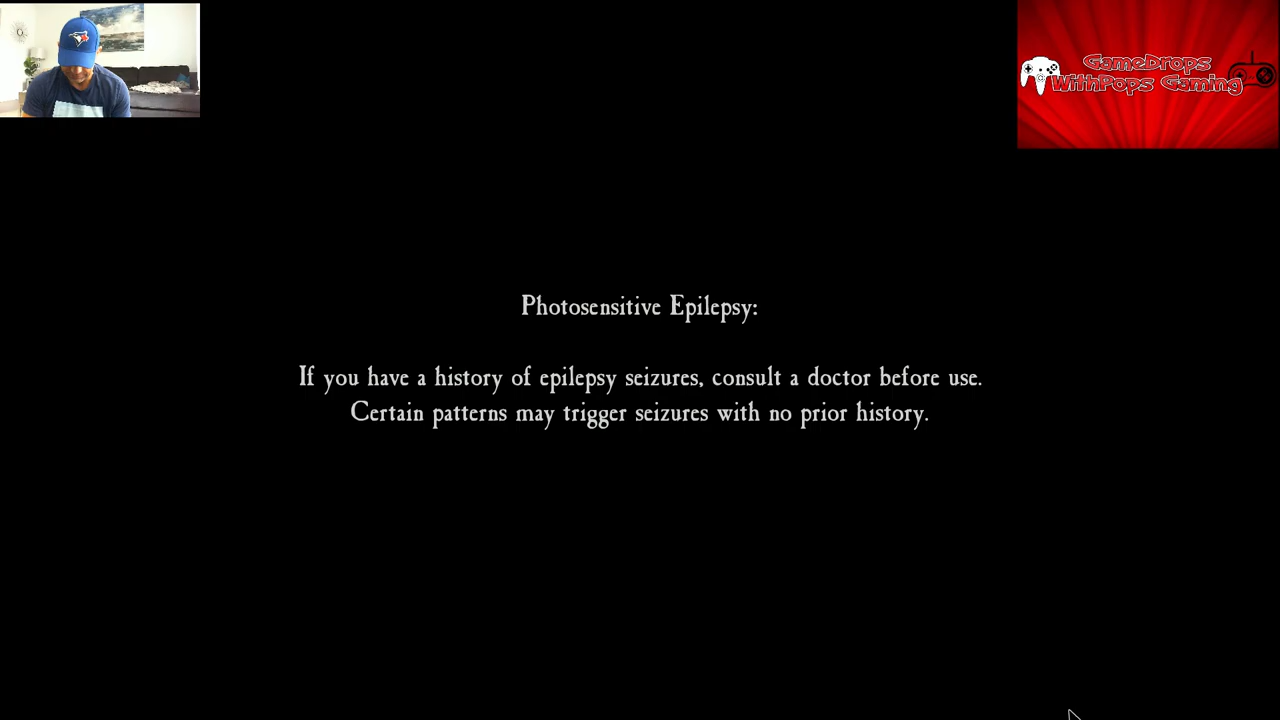 GameDrops
WithPops Gaming
Photosensitive Epilepsy:
If you have a history of epilepsy seizures, consult a doctor before use.
Certain patterns may trigger seizures with no prior history.